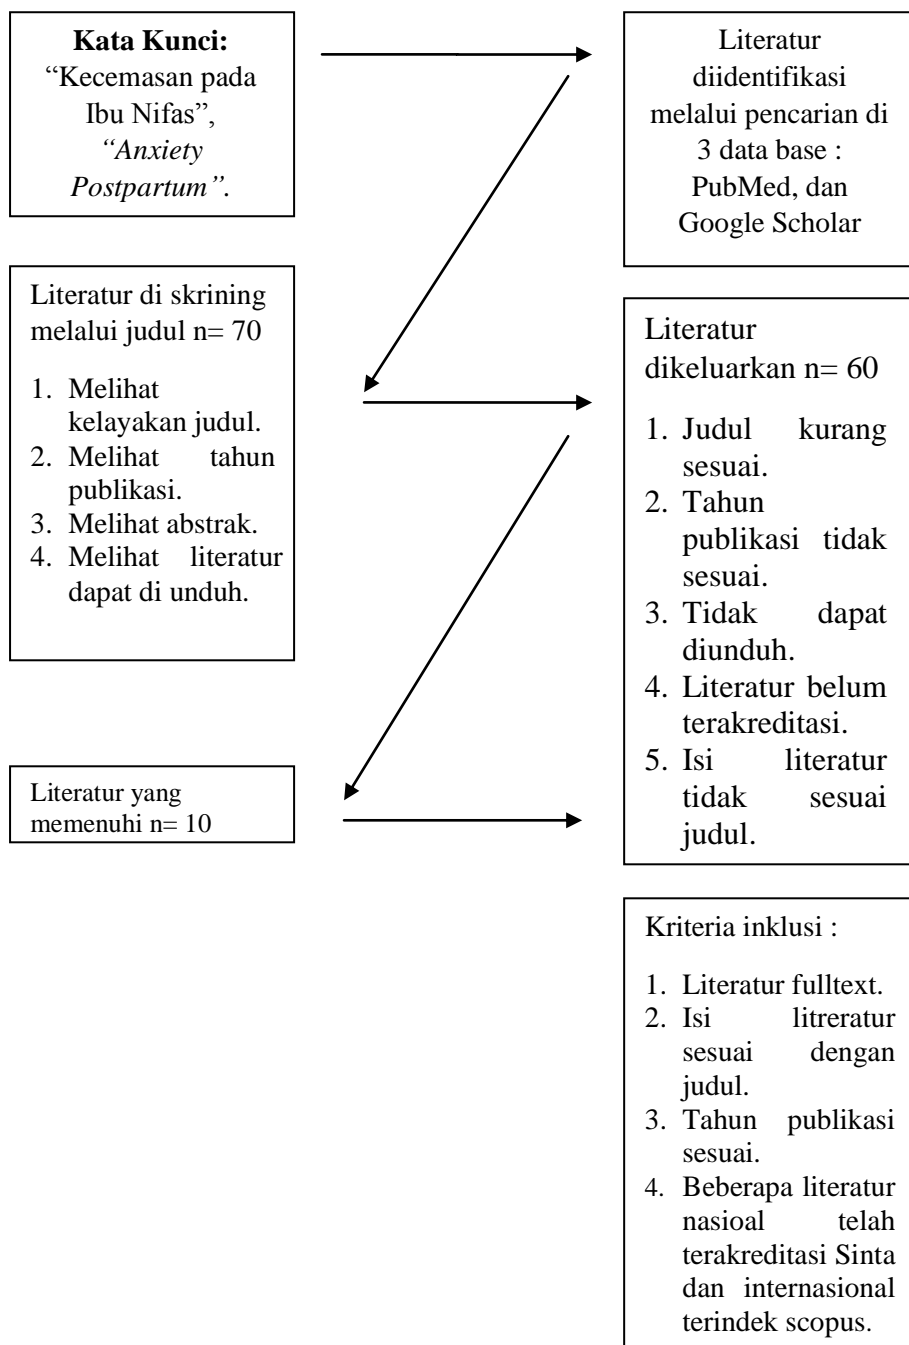 Kata Kunci:
“Kecemasan pada
Ibu Nifas”,
“Anxiety
Postpartum”.
Literatur
diidentifikasi
melalui pencarian di
3 data base :
PubMed, dan
Google Scholar
Literatur di skrining
melalui judul n= 70
1. Melihat
kelayakan judul.
2. Melihat tahun
publikasi.
3. Melihat abstrak.
4. Melihat literatur
dapat di unduh.
Literatur
dikeluarkan n= 60
1. Judul kurang
sesuai.
2. Tahun
publikasi tidak
sesuai.
3. Tidak dapat
diunduh.
4. Literatur belum
terakreditasi.
5. Isi literatur
tidak sesuai
judul.
Literatur yang
memenuhi n= 10
Kriteria inklusi :
1. Literatur fulltext.
2. Isi litreratur
sesuai dengan
judul.
3. Tahun publikasi
sesuai.
4. Beberapa literatur
nasioal telah
terakreditasi Sinta
dan internasional
terindek scopus.